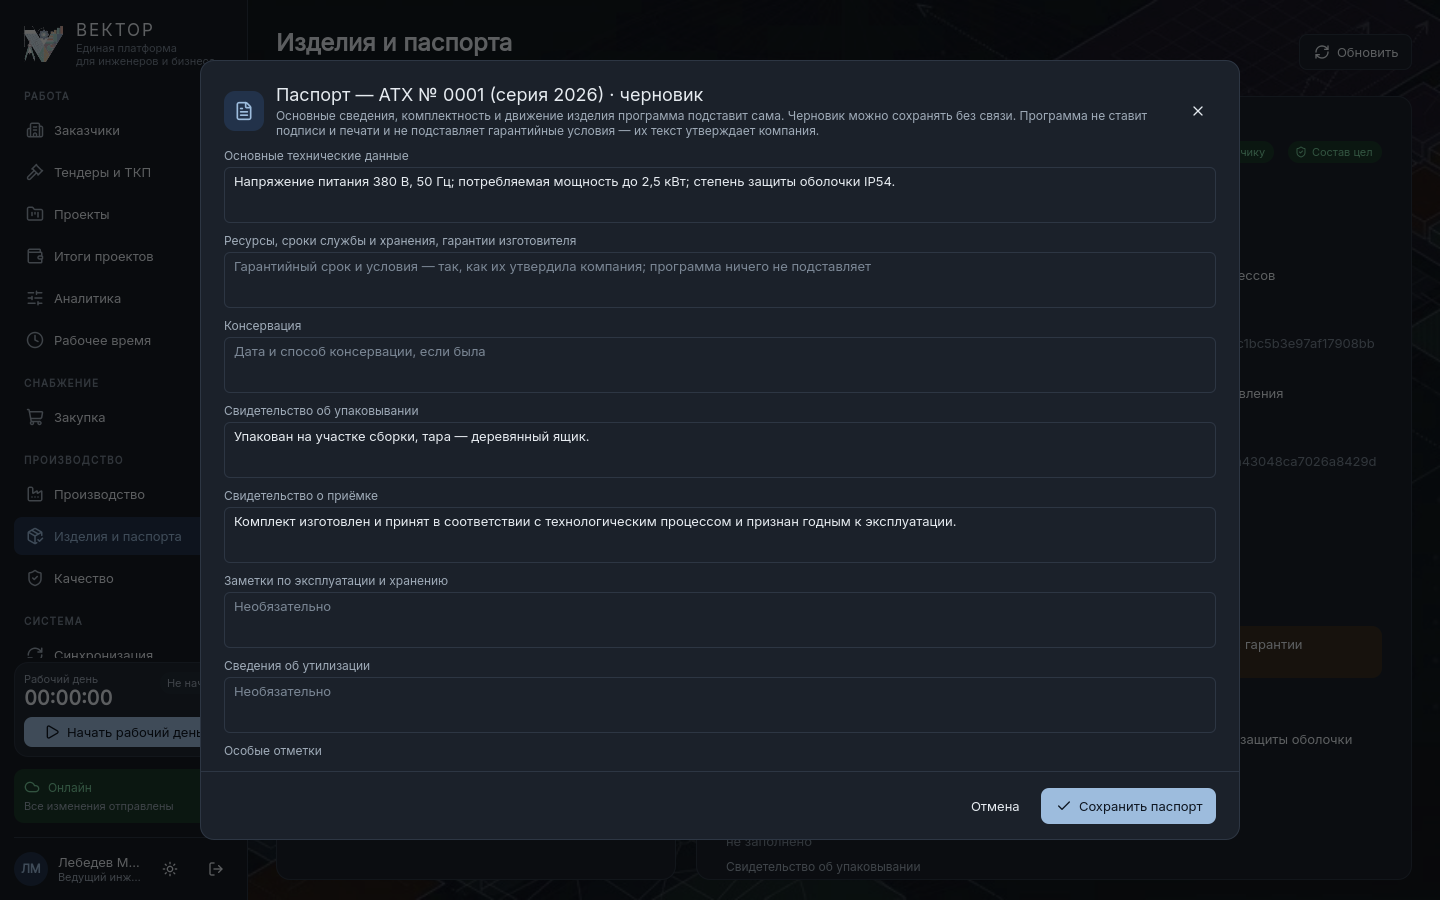 ВЕКТОР
Единая платформа
для инженеров и бизнеса
РАБОТА
Заказчики
Тендеры и ТКП
Проекты
Итоги проектов
Аналитика
Рабочее время
СНАБЖЕНИЕ
Закупка
ПРОИЗВОДСТВО
Производство
Изделия и паспорта
Качество
СИСТЕМА
Синхронизация
Рабочий день
Не нач
00:00:00
Начать рабочий день
Онлайн
Все изменения отправлены
ЛМ
Лебедев М...
Ведущий инж...
Изделия и паспорта
Обновить
Паспорт — АТХ № 0001 (серия 2026) · черновик
Основные сведения, комплектность и движение изделия программа подставит сама. Черновик можно сохранять без связи. Программа не ставит
подписи и печати и не подставляет гарантийные условия — их текст утверждает компания.
Основные технические данные
Напряжение питания 380 В, 50 Гц; потребляемая мощность до 2,5 кВт; степень защиты оболочки IP54.
Ресурсы, сроки службы и хранения, гарантии изготовителя
Гарантийный срок и условия — так, как их утвердила компания; программа ничего не подставляет
Консервация
Дата и способ консервации, если была
Свидетельство об упаковывании
Упакован на участке сборки, тара — деревянный ящик.
Свидетельство о приёмке
Комплект изготовлен и принят в соответствии с технологическим процессом и признан годным к эксплуатации.
Заметки по эксплуатации и хранению
Необязательно
Сведения об утилизации
Необязательно
Особые отметки
Отмена
Сохранить паспорт
чику
Состав цел
ессов
c1bc5b3e97af17908bb
вления
43048ca7026a8429d
гарантии
защиты оболочки
не заполнено
Свидетельство об упаковывании